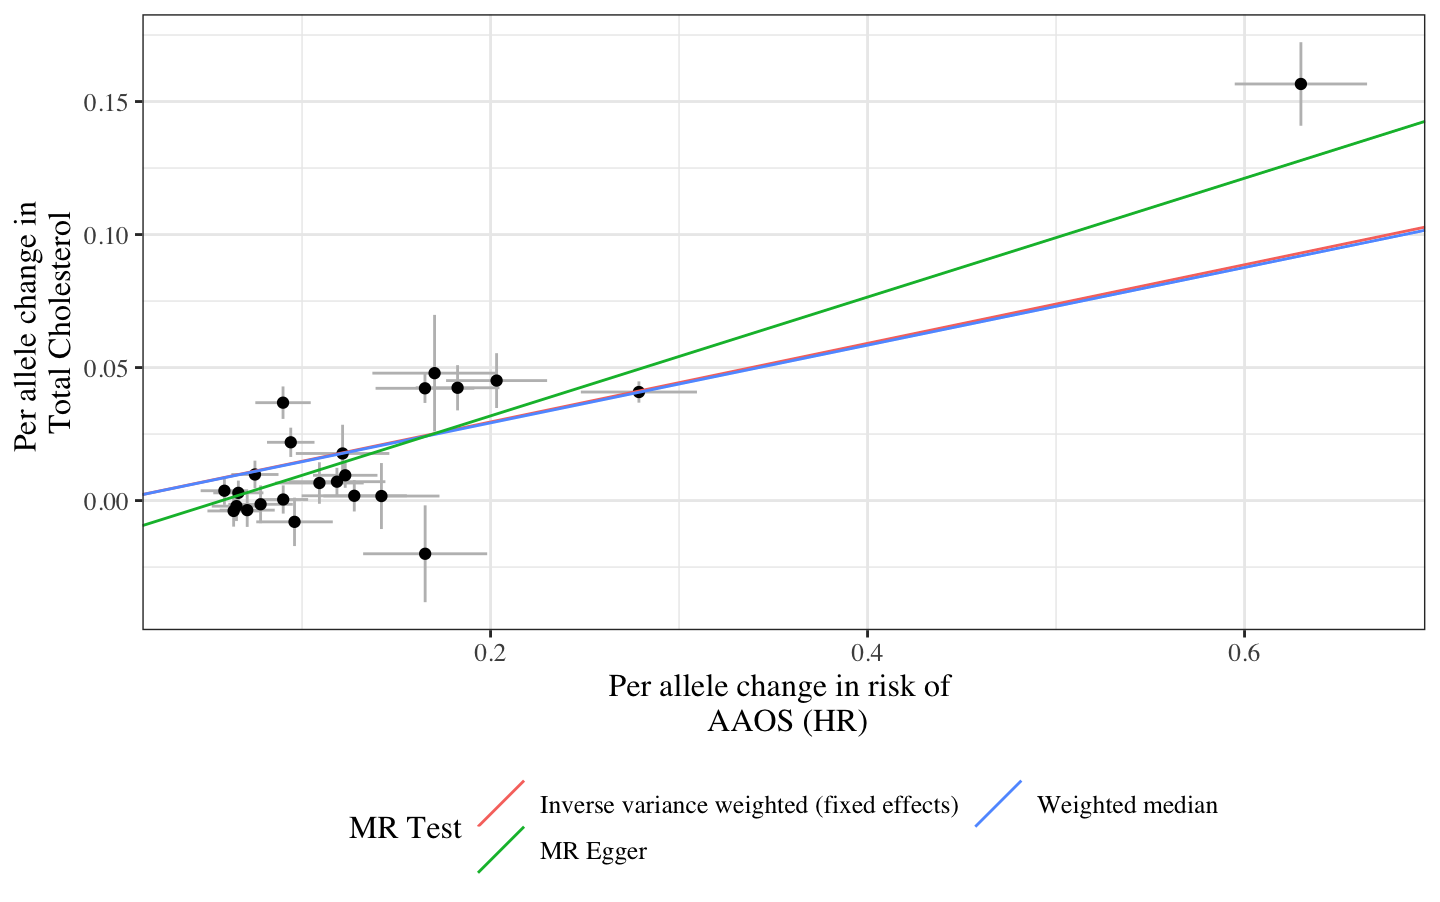 Per allele change in
Total Cholesterol
0.15
0.10
0.05
0.00
0.2
0.4
0.6
Per allele change in risk of
AAOS (HR)
MR Test
Inverse variance weighted (fixed effects)
Weighted median
MR Egger